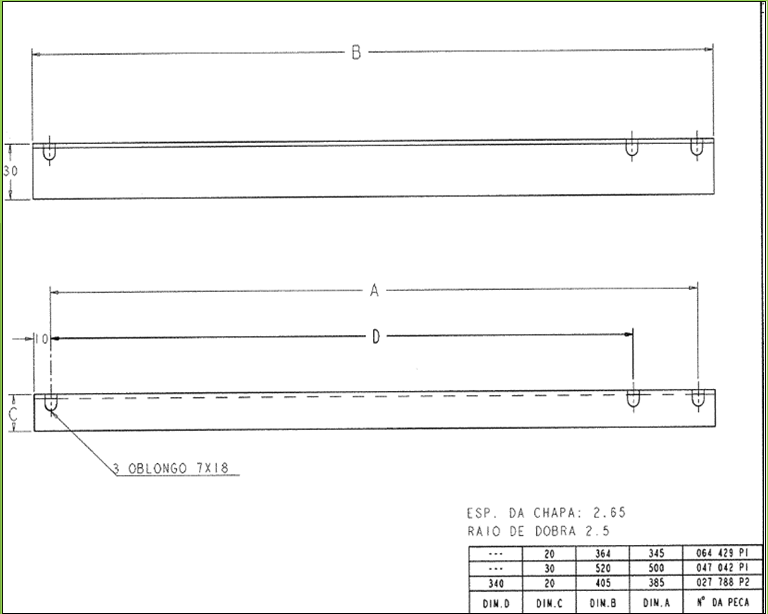 B
30
A
10
D
C
3 OBLONGO 7X18
ESP. DA CHAPA: 2.65
RAIO DE DOBRA 2.5
--- 20 364 345 064 429 P1
--- 30 520 500 047 042 P1
340 20 405 385 027 788 P2
DIM.D DIM.C DIM.B DIM.A Nº DA PECA